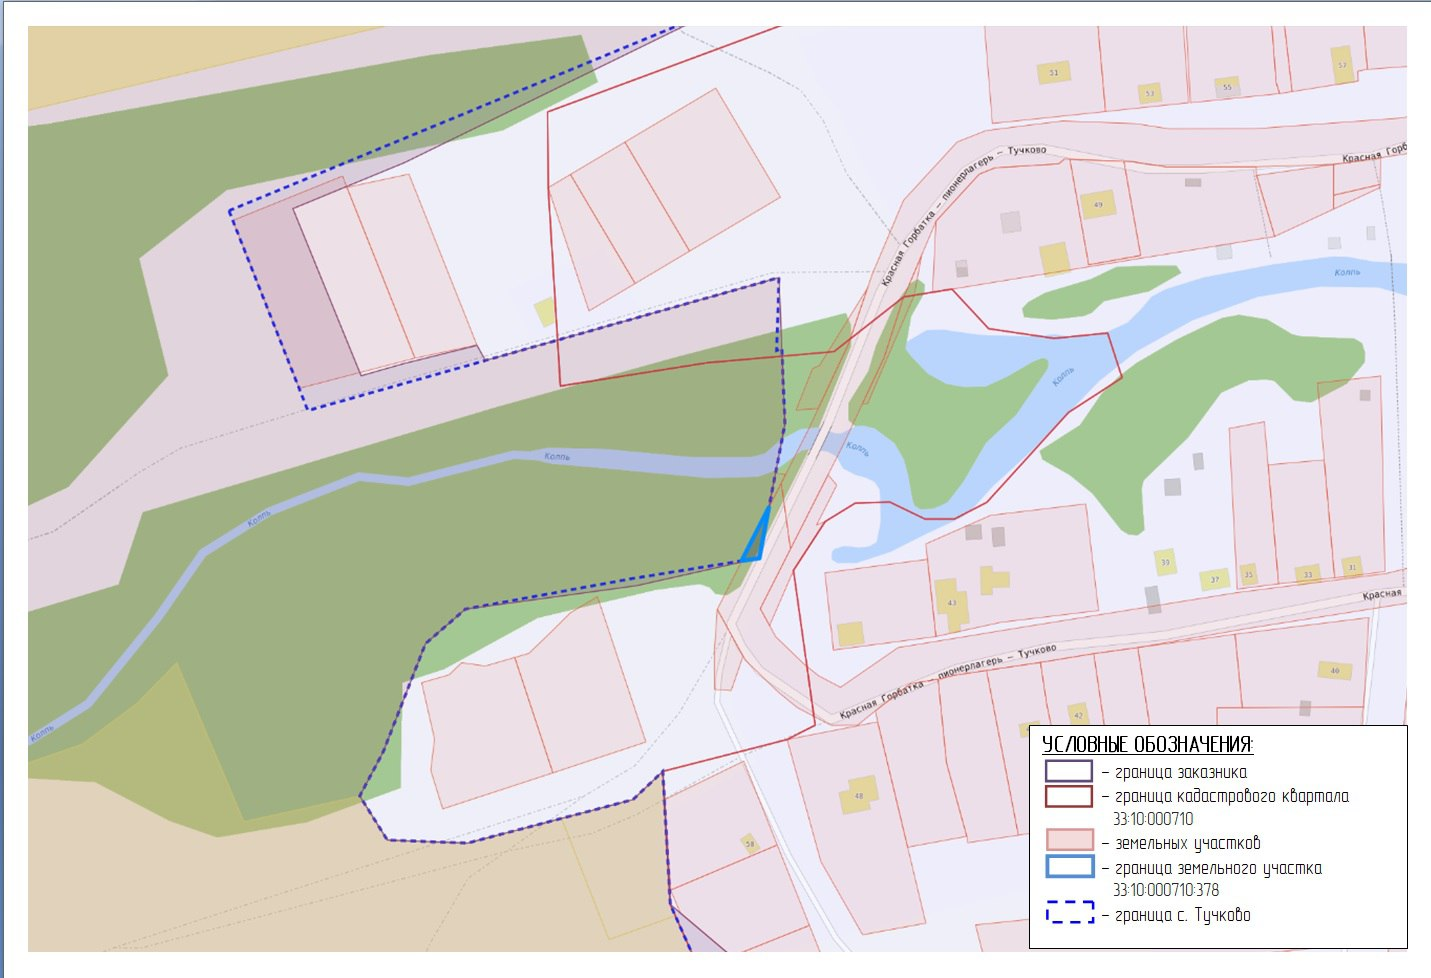 51
53
55
57
Красная Горбатка – пионерлагерь – Тучково
Красная Горб
49
Колпь
Колпь
Колпь
Колпь
Колпь
Колпь
39
37
35
33
31
43
Красная
Красная Горбатка – пионерлагерь – Тучково
40
42
48
58
УСЛОВНЫЕ ОБОЗНАЧЕНИЯ:
– граница заказника
– граница кадастрового квартала
33:10:000710
– земельных участков
– граница земельного участка
33:10:000710:378
– граница с. Тучково